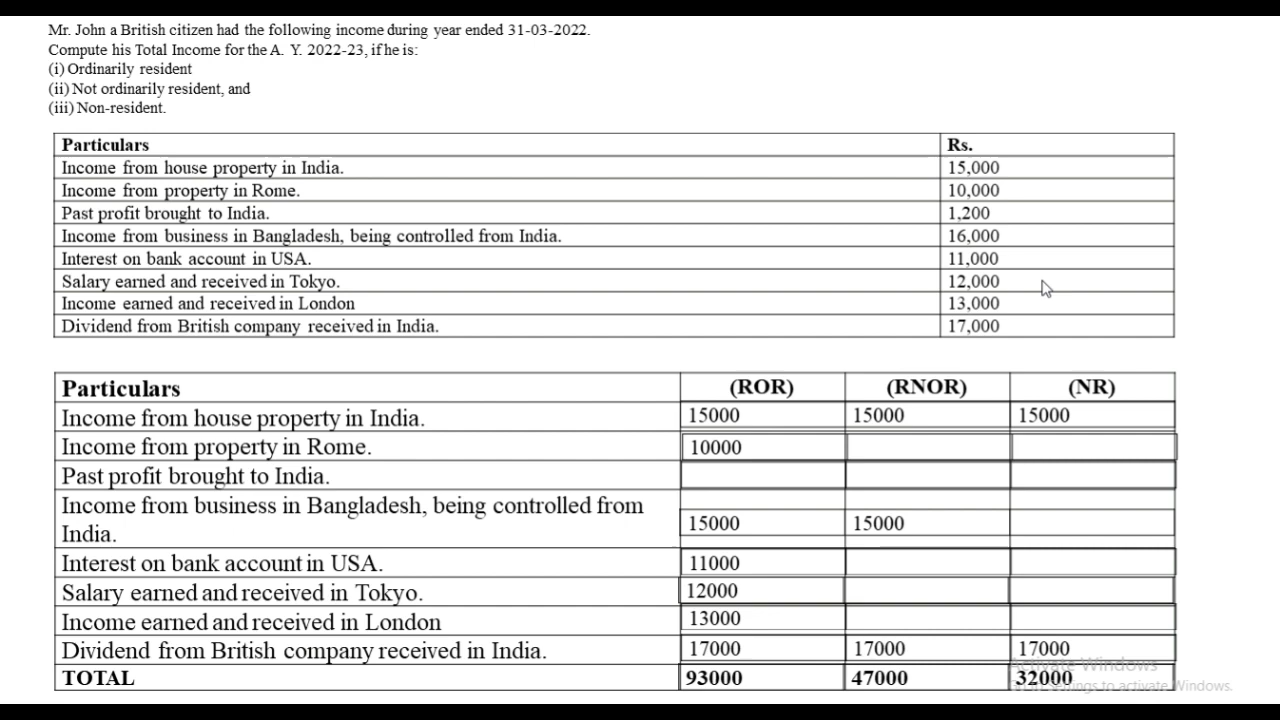 Mr. John a British citizen had the following income during year ended 31-03-2022.
Compute his Total Income for the A. Y. 2022-23, if he is:
(i) Ordinarily resident
(ii) Not ordinarily resident, and
(iii) Non-resident.
Particulars Rs.
Income from house property in India. 15,000
Income from property in Rome. 10,000
Past profit brought to India. 1,200
Income from business in Bangladesh, being controlled from India. 16,000
Interest on bank account in USA. 11,000
Salary earned and received in Tokyo. 12,000
Income earned and received in London 13,000
Dividend from British company received in India. 17,000
Particulars (ROR) (RNOR) (NR)
Income from house property in India. 15000 15000 15000
Income from property in Rome. 10000
Past profit brought to India.
Income from business in Bangladesh, being controlled from
India. 15000 15000
Interest on bank account in USA. 11000
Salary earned and received in Tokyo. 12000
Income earned and received in London 13000
Dividend from British company received in India. 17000 17000 17000
Activate Windows
TOTAL 93000 47000 32000
Settings to activate Windows.